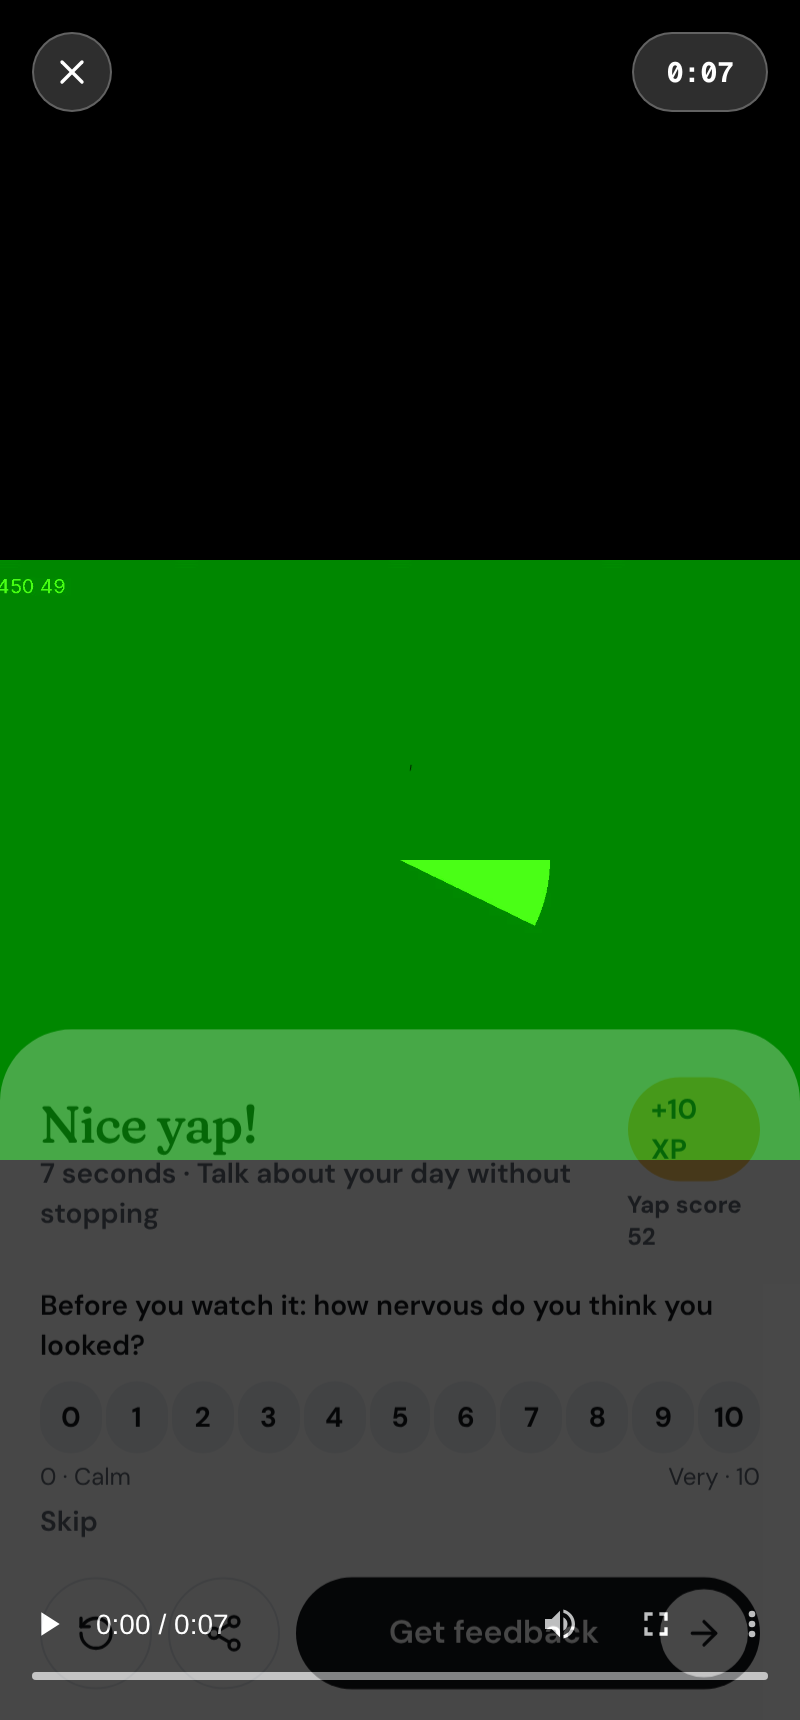 0:07
450 49
Nice yap!
+10
XP
7 seconds · Talk about your day without
stopping
Yap score
52
Before you watch it: how nervous do you think you
looked?
0 1 2 3 4 5 6 7 8 9 10
0 · Calm
Very · 10
Skip
0:00 / 0:07
Get feedback